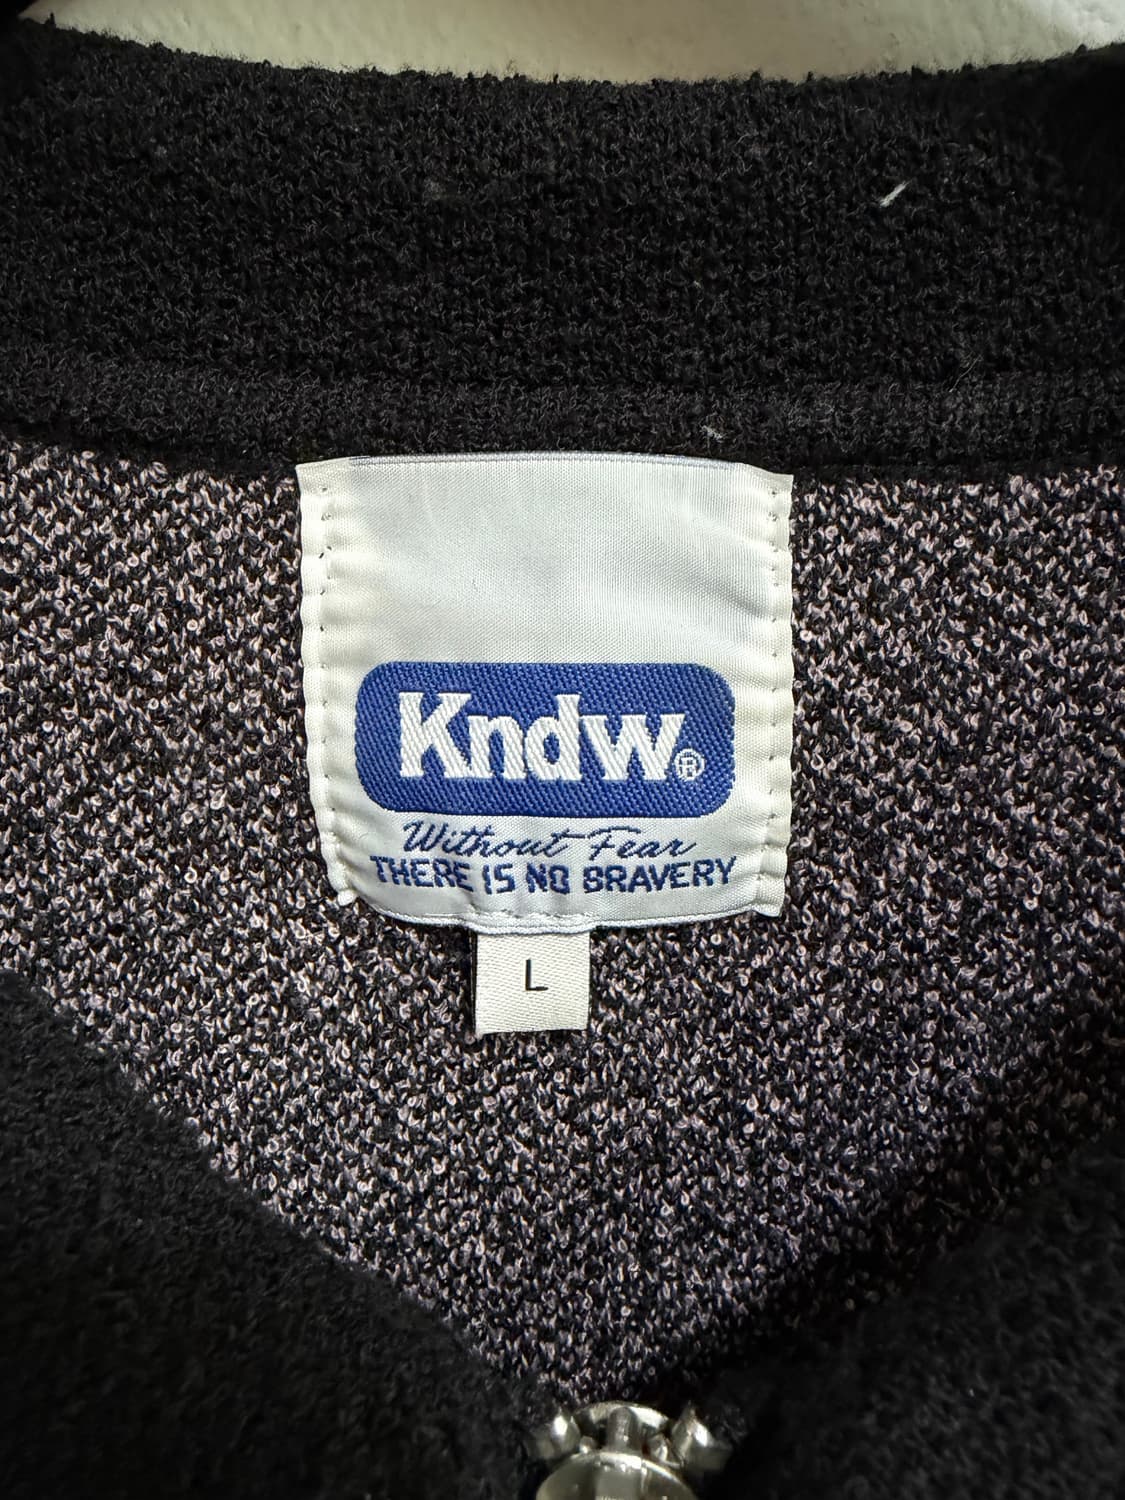 Kndw®
Without Fear
THERE IS NO BRAVERY
L